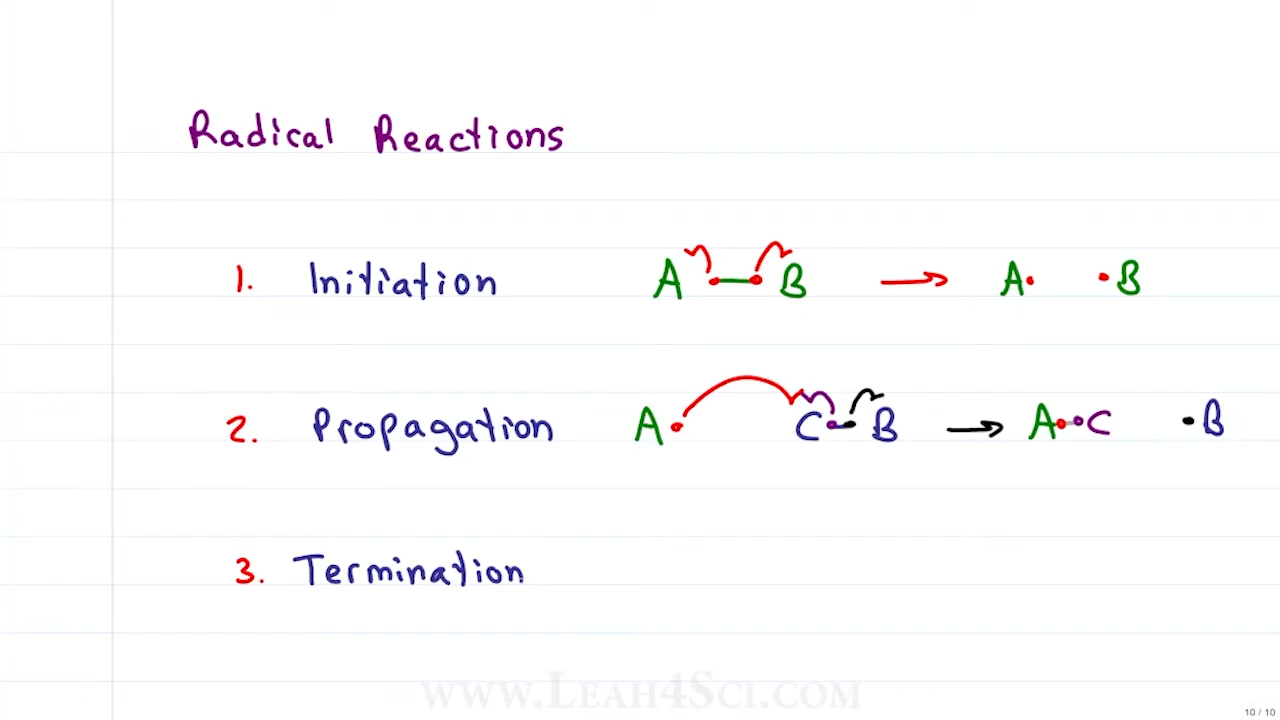 Radical Reactions
1. Initiation A — B → A• •B
2. Propagation A• C — B → A•–•C •B
3. Termination
www.Leah4Sci.com
10 / 10